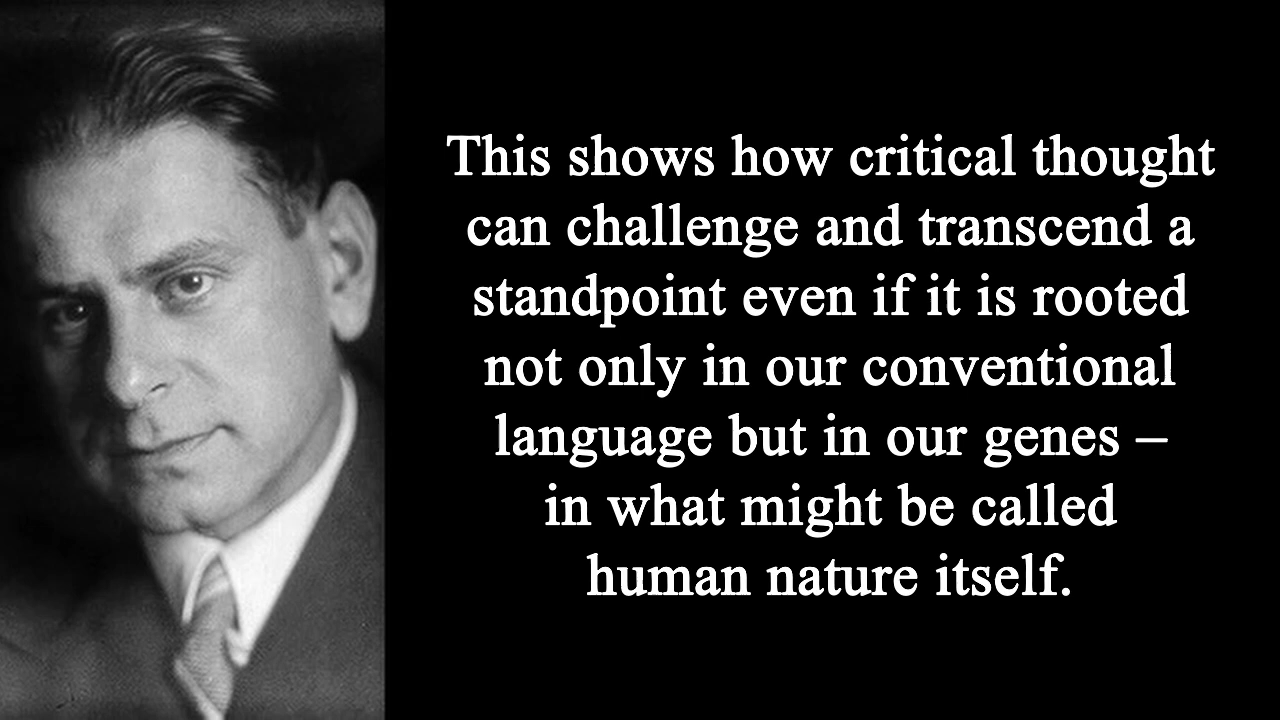 This shows how critical thought
can challenge and transcend a
standpoint even if it is rooted
not only in our conventional
language but in our genes –
in what might be called
human nature itself.